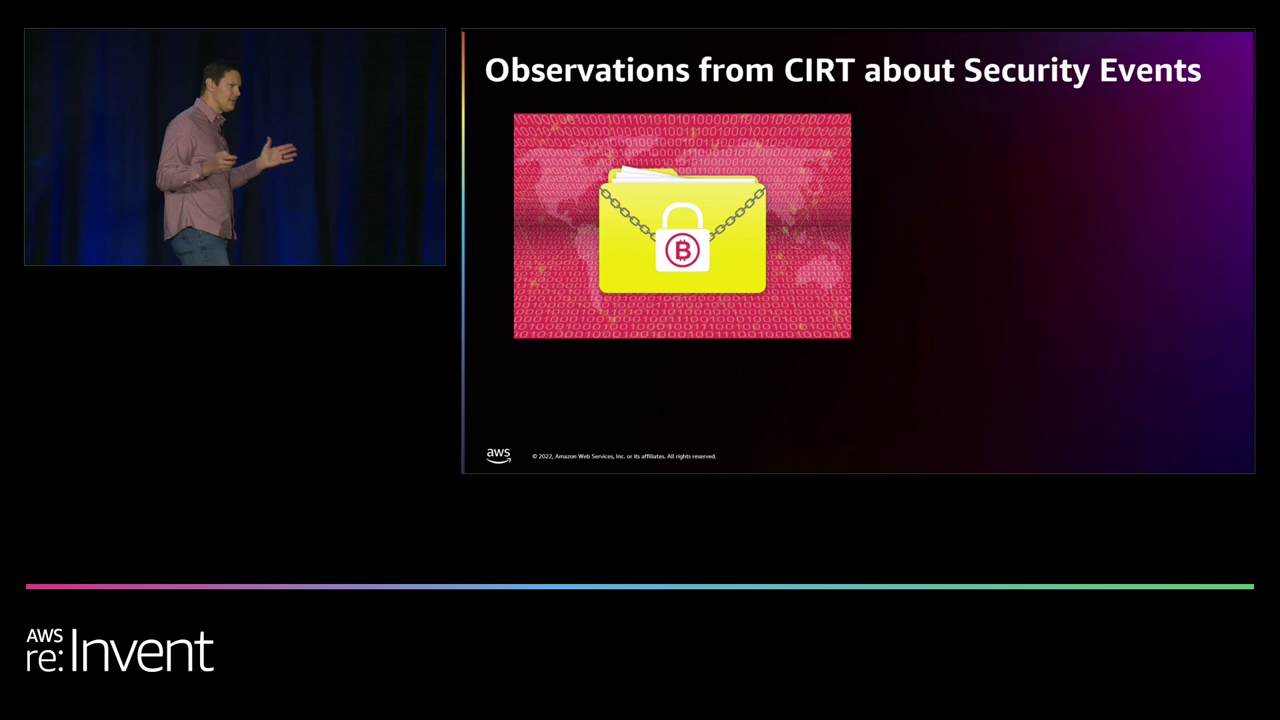 Observations from CIRT about Security Events
B
aws
© 2022, Amazon Web Services, Inc. or its affiliates. All rights reserved.
AWS
re:Invent